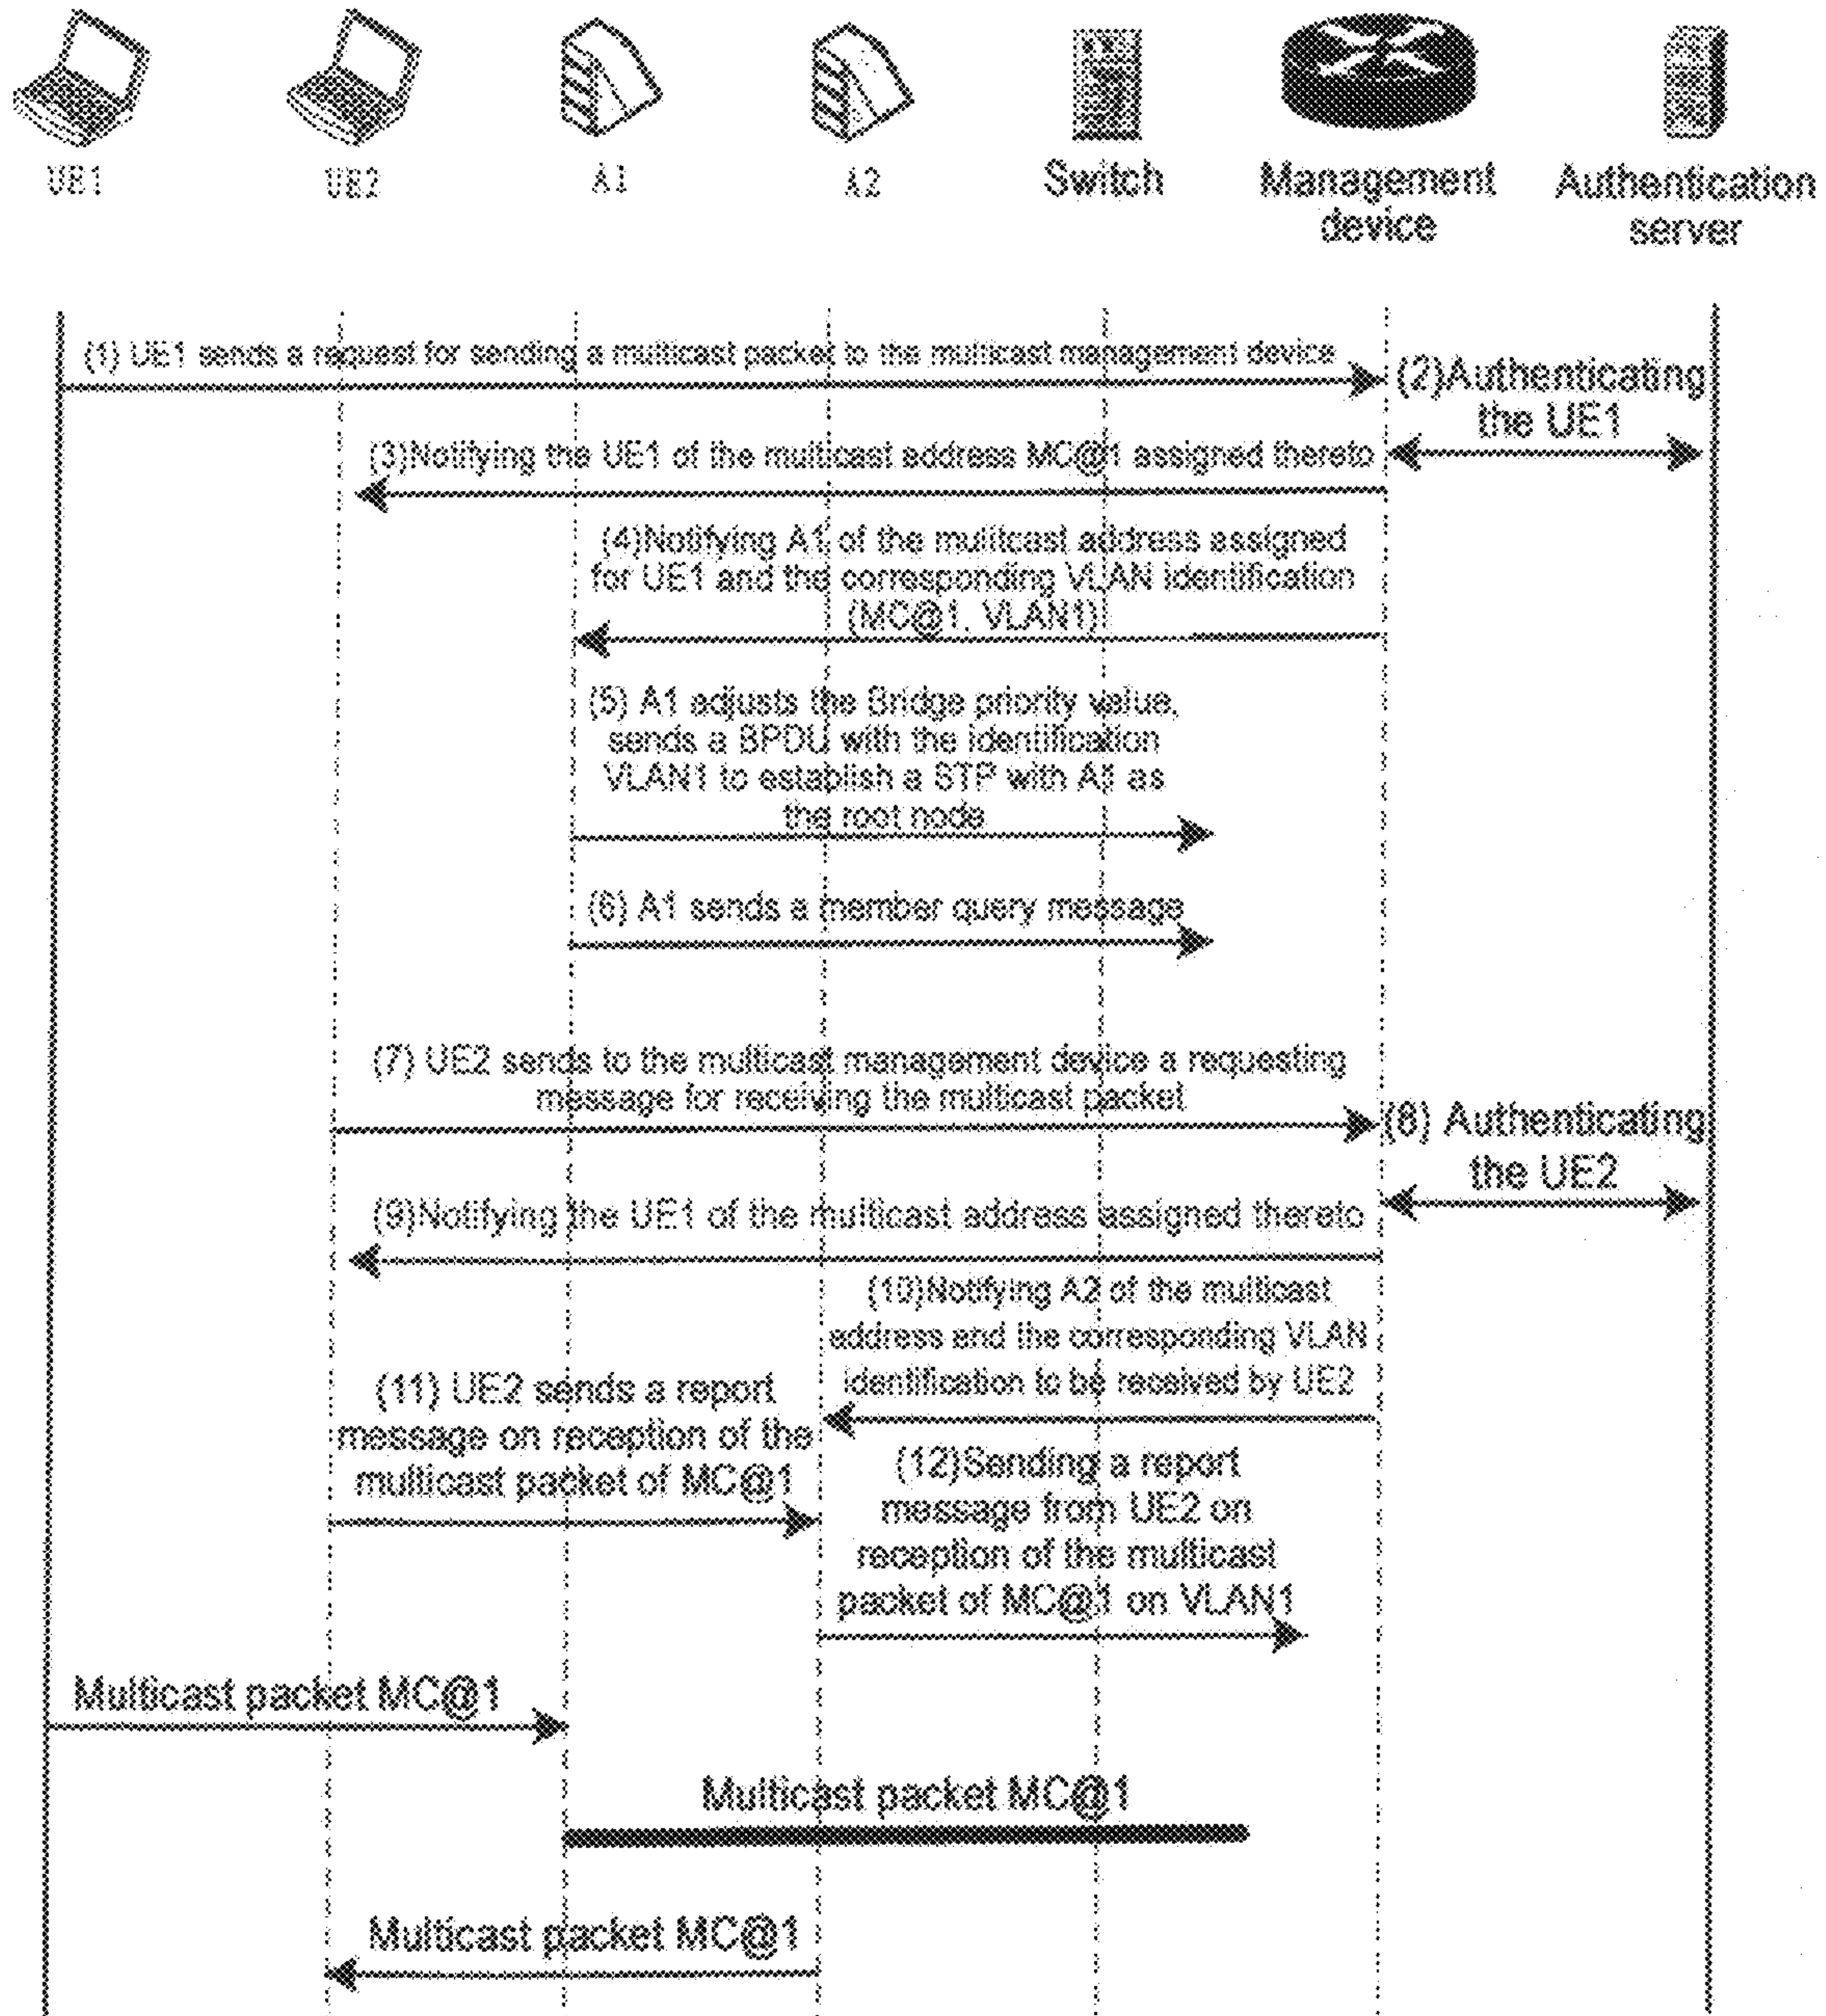 UE1
UE2
A1
A2
Switch
Management
device
Authentication
server
(1) UE1 sends a request for sending a multicast packet to the multicast management device
(2)Authenticating
the UE1
(3)Notifying the UE1 of the multicast address MC@1 assigned thereto
(4)Notifying A1 of the mulitcast address assigned
for UE1 and the corresponding VLAN identification
(MC@1, VLAN1)
(5) A1 adjusts the Bridge priority value,
sends a BPDU with the identification
VLAN1 to establish a STP with A1 as
the root node
(6) A1 sends a member query message
(7) UE2 sends to the multicast management device a requesting
message for receiving the multicast packet
(8) Authenticating
the UE2
(9)Notifying the UE1 of the multicast address assigned thereto
(10)Notifying A2 of the multicast
address and the corresponding VLAN
identification to be received by UE2
(11) UE2 sends a report
message on reception of the
multicast packet of MC@1
(12)Sending a report
message from UE2 on
reception of the multicast
packet of MC@1 on VLAN1
Multicast packet MC@1
Multicast packet MC@1
Multicast packet MC@1